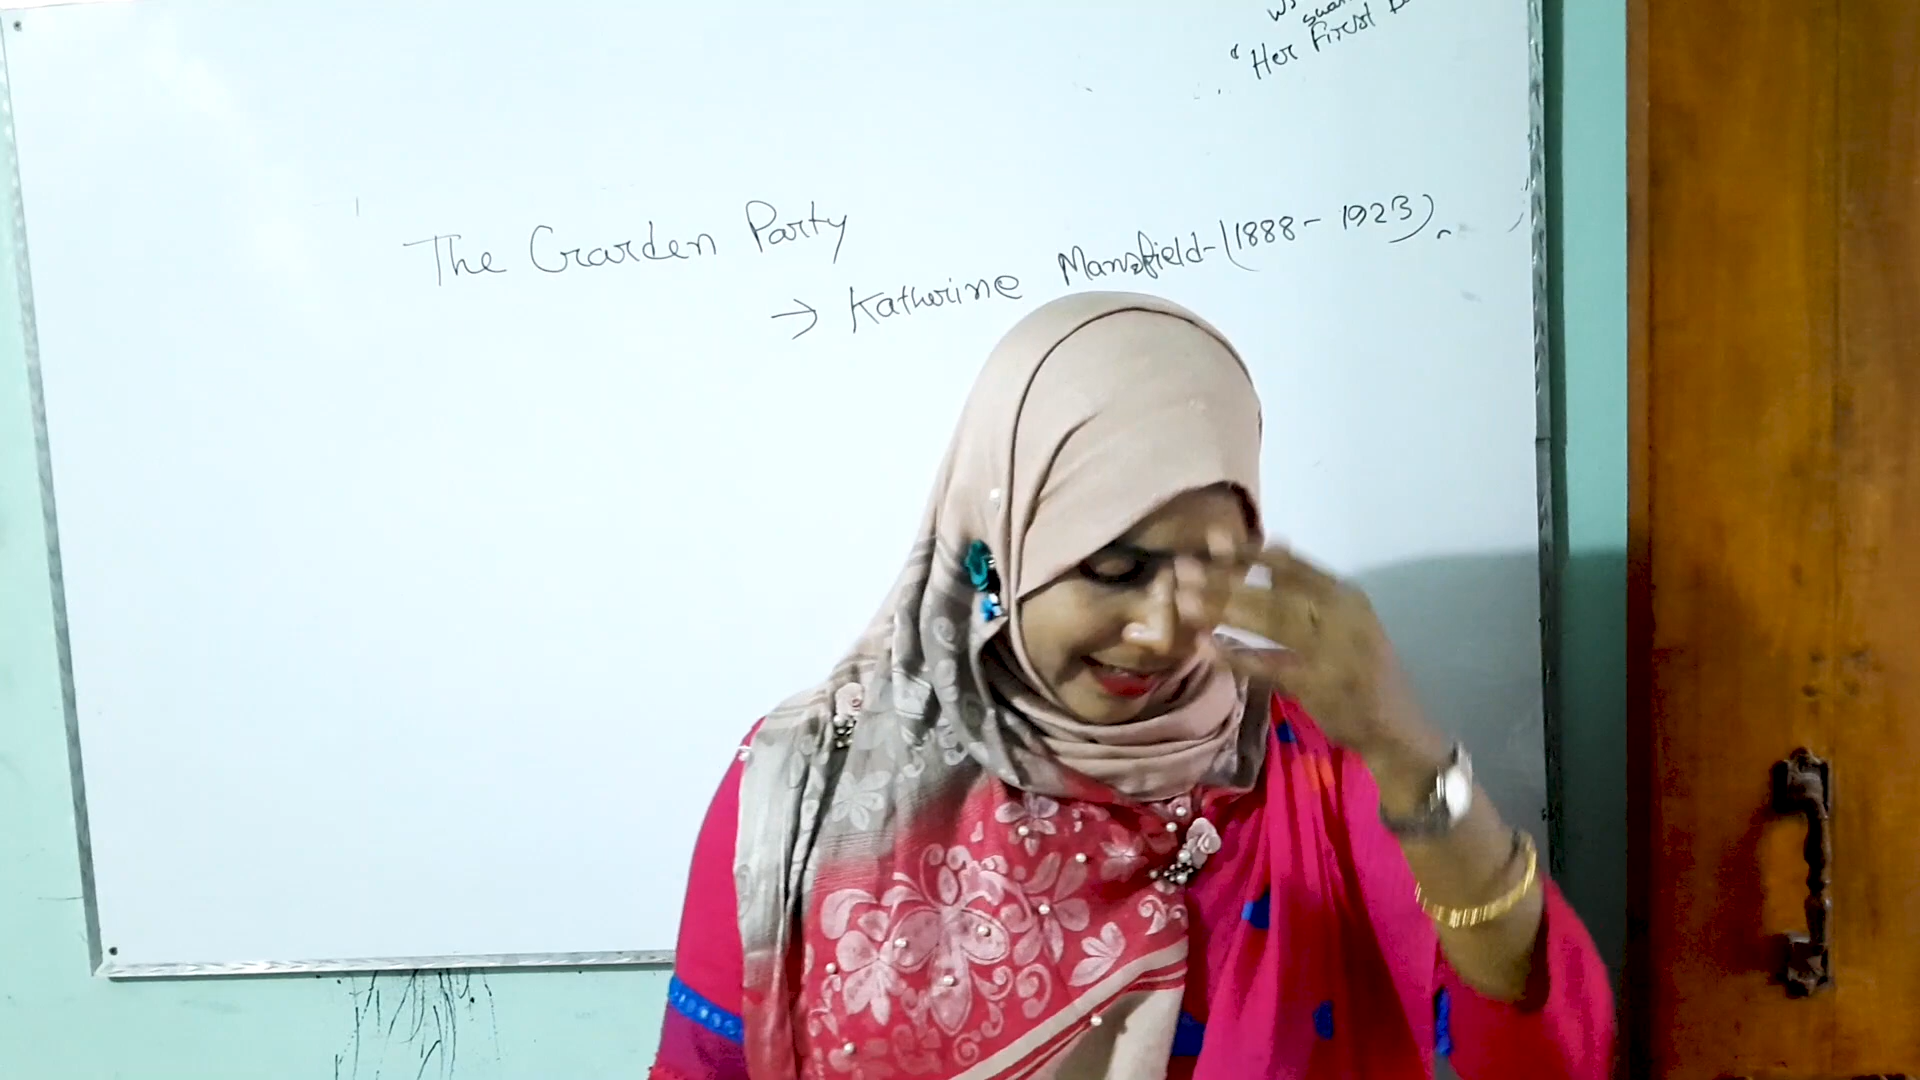 "Her First
The Garden Party
→ Katherine Mansfield - (1888 - 1923).